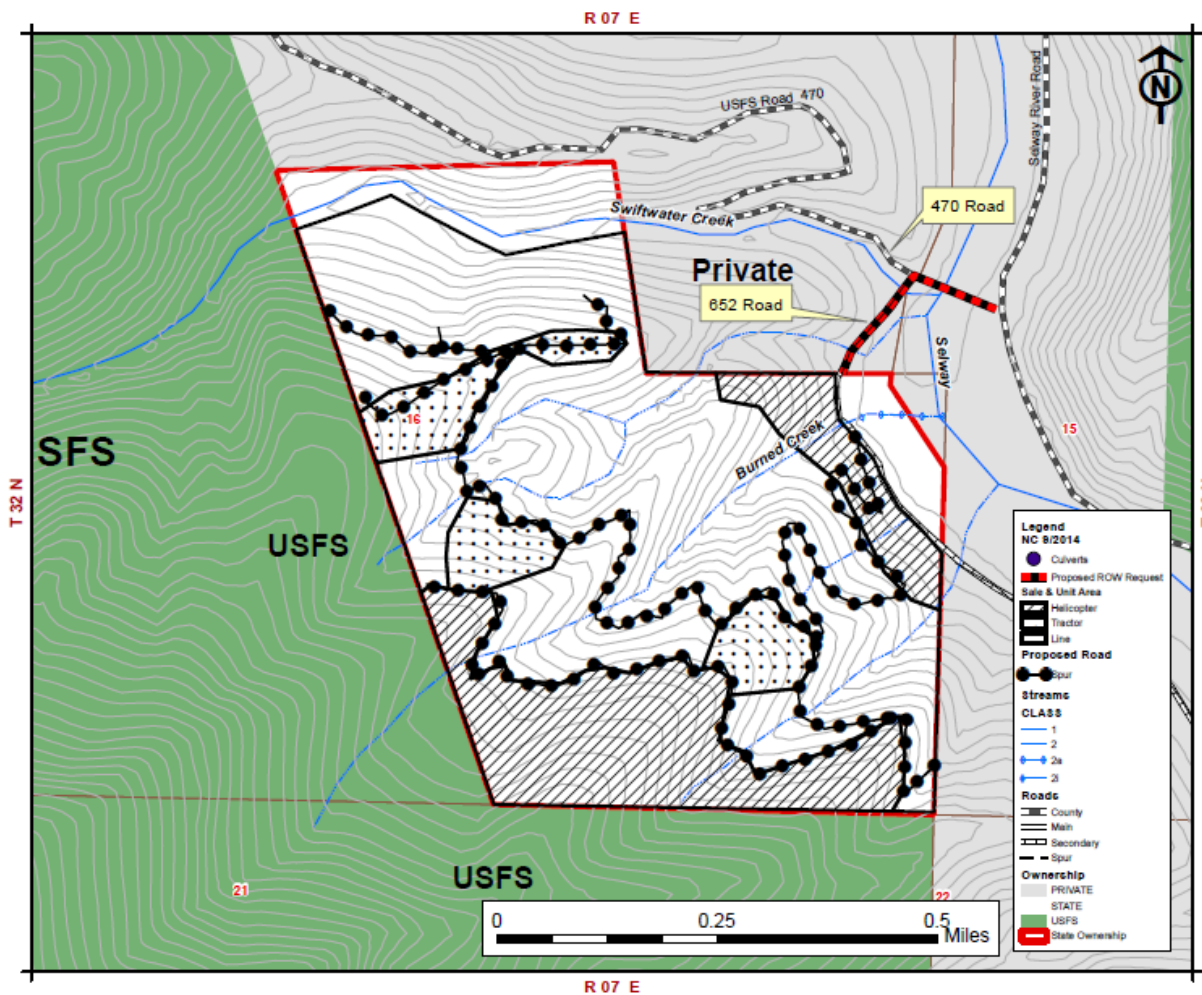 R 07 E
N
USFS Road 470
Selway River Road
470 Road
Swiftwater Creek
Private
652 Road
Selway
16
15
SFS
Burned Creek
T 32 N
USFS
Legend
NC 9/2014
Culverts
Proposed ROW Request
Sale & Unit Area
Helicopter
Tractor
Line
Proposed Road
Spur
Streams
CLASS
1
2
2a
2i
Roads
County
Main
Secondary
Spur
Ownership
PRIVATE
STATE
USFS
State Ownership
USFS
21
22
0 0.25 0.5
Miles
R 07 E